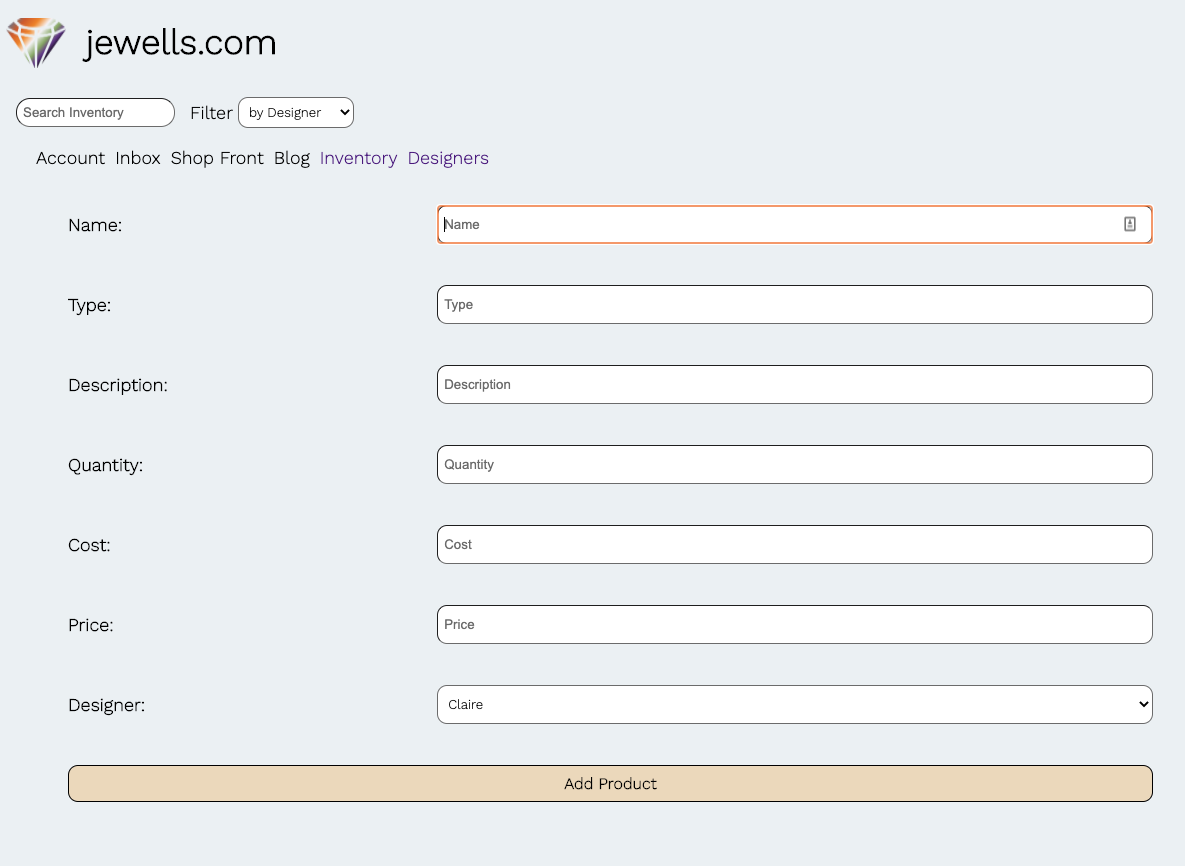 jewells.com
Search Inventory Filter by Designer
Account Inbox Shop Front Blog Inventory Designers
Name: Name
Type: Type
Description: Description
Quantity: Quantity
Cost: Cost
Price: Price
Designer: Claire
Add Product